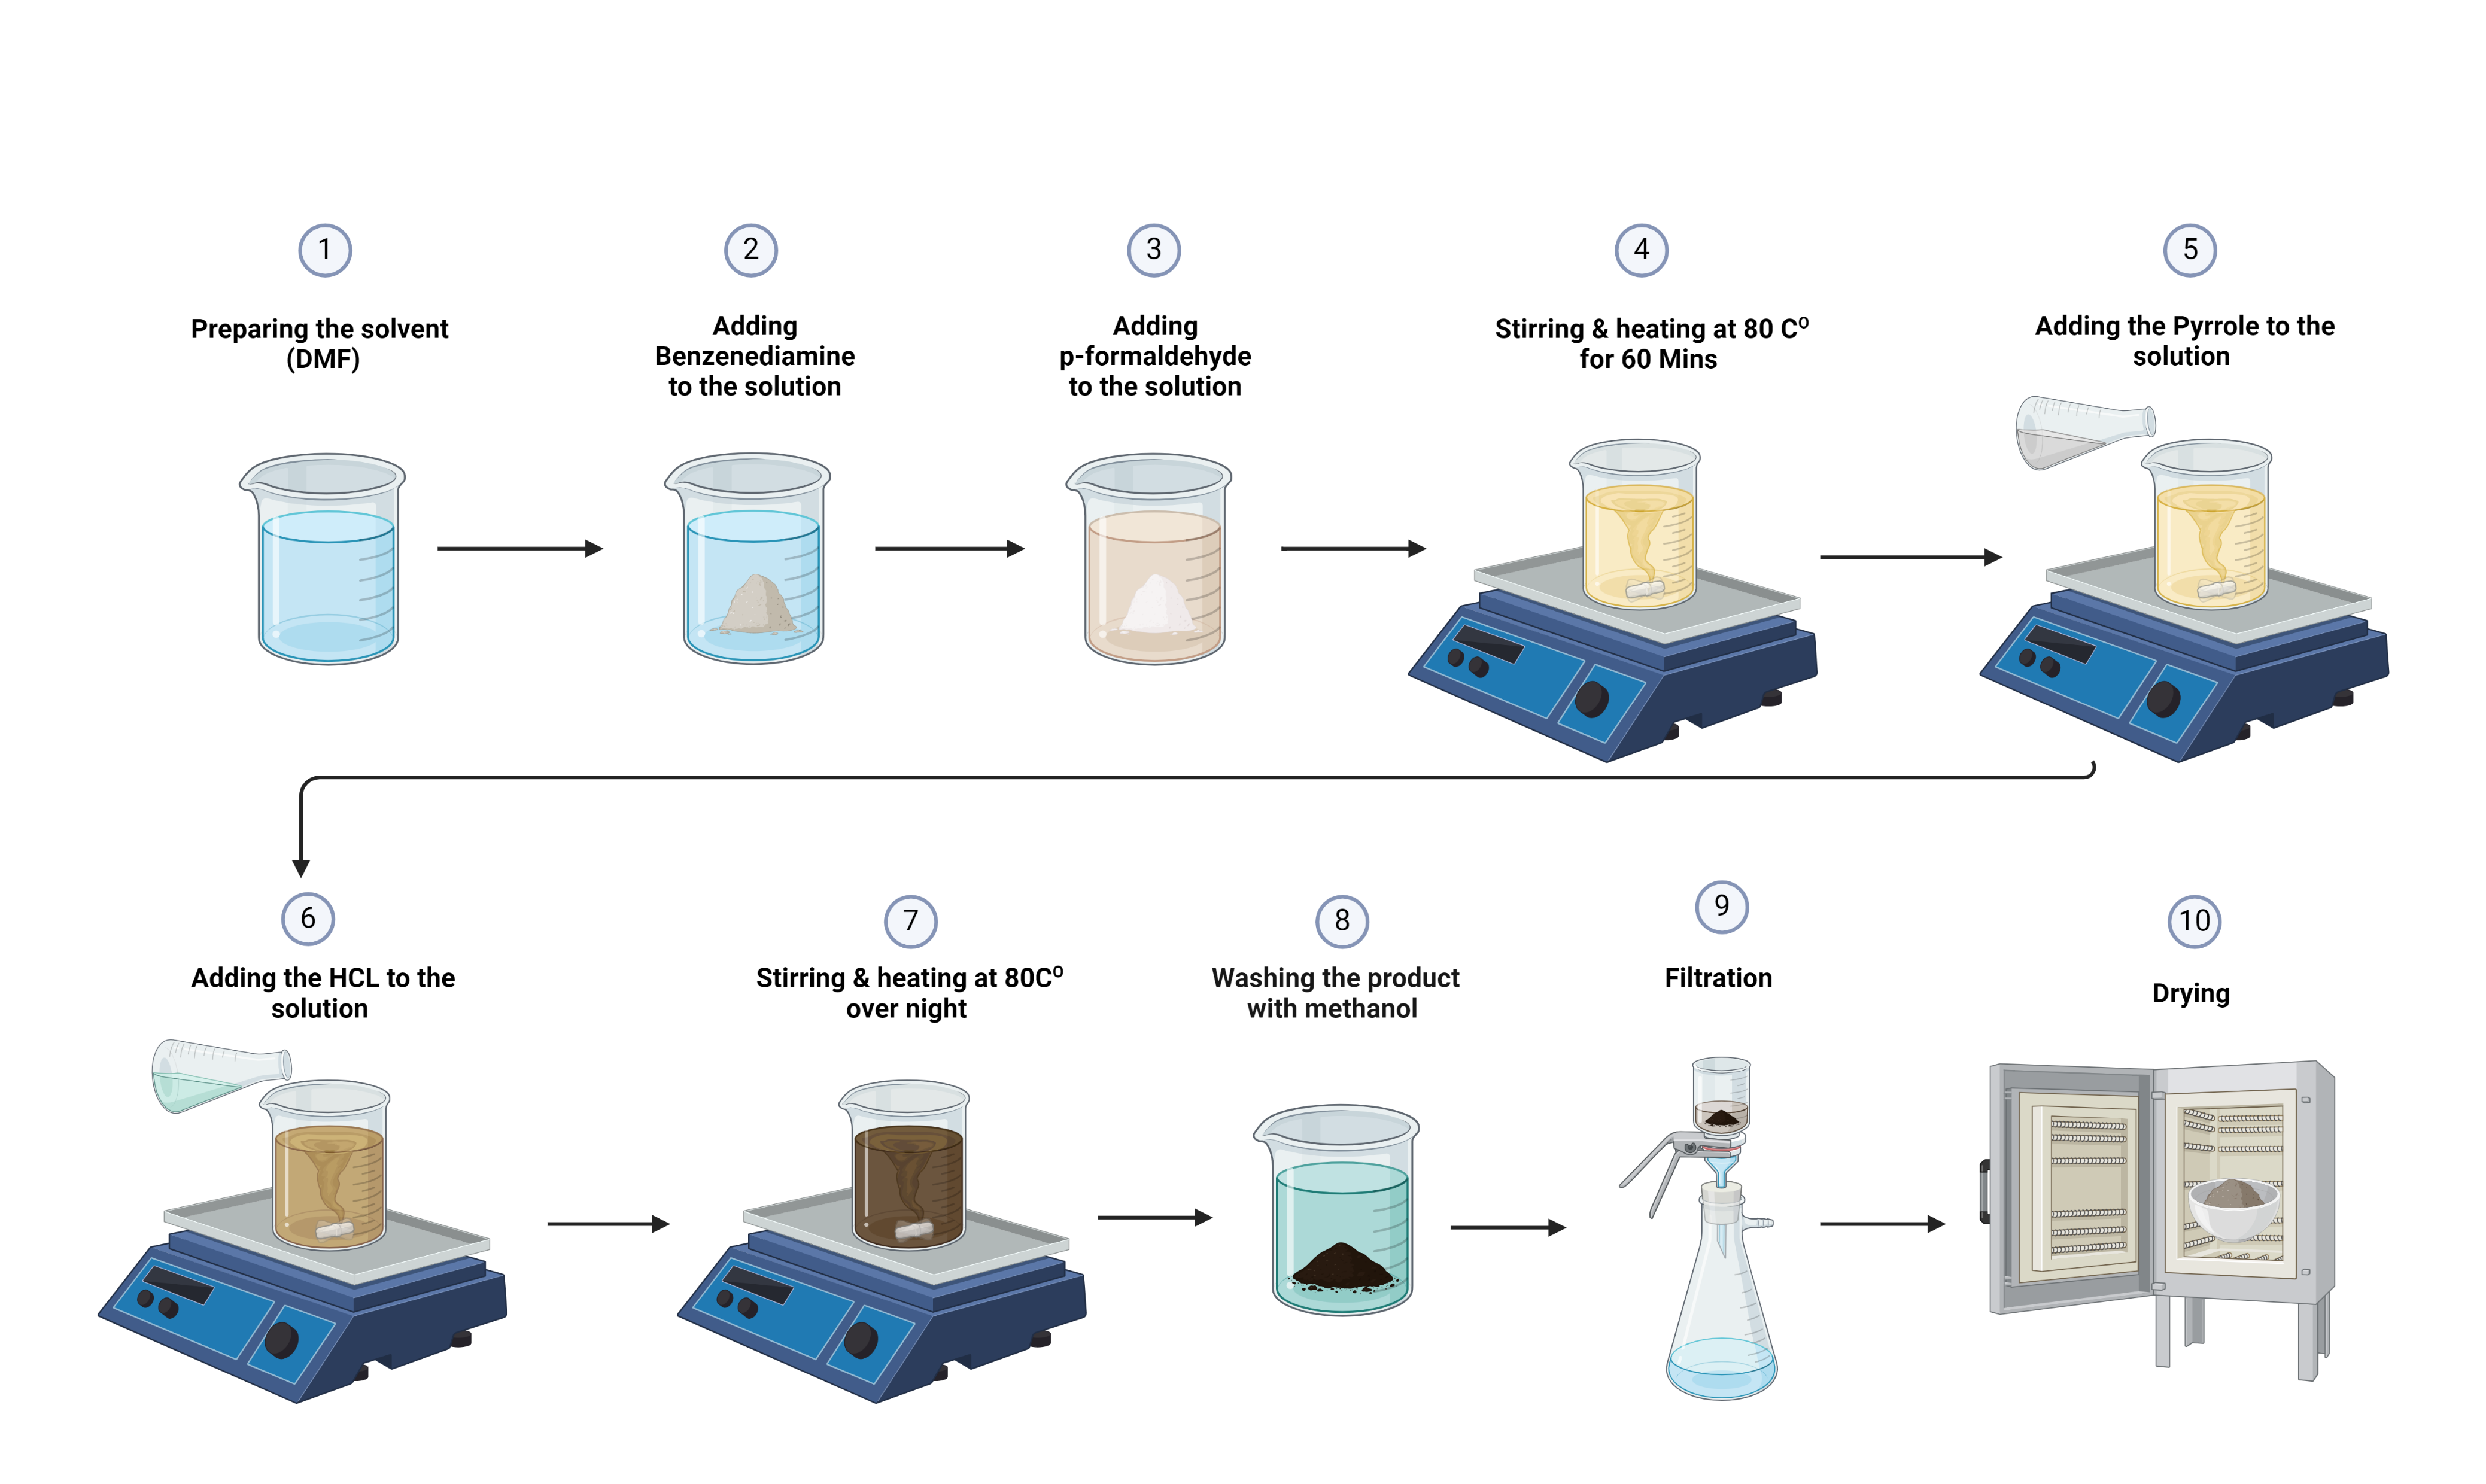 1
Preparing the solvent
(DMF)
2
Adding
Benzenediamine
to the solution
3
Adding
p-formaldehyde
to the solution
4
Stirring & heating at 80 Cº
for 60 Mins
5
Adding the Pyrrole to the
solution
6
Adding the HCL to the
solution
7
Stirring & heating at 80Cº
over night
8
Washing the product
with methanol
9
Filtration
10
Drying